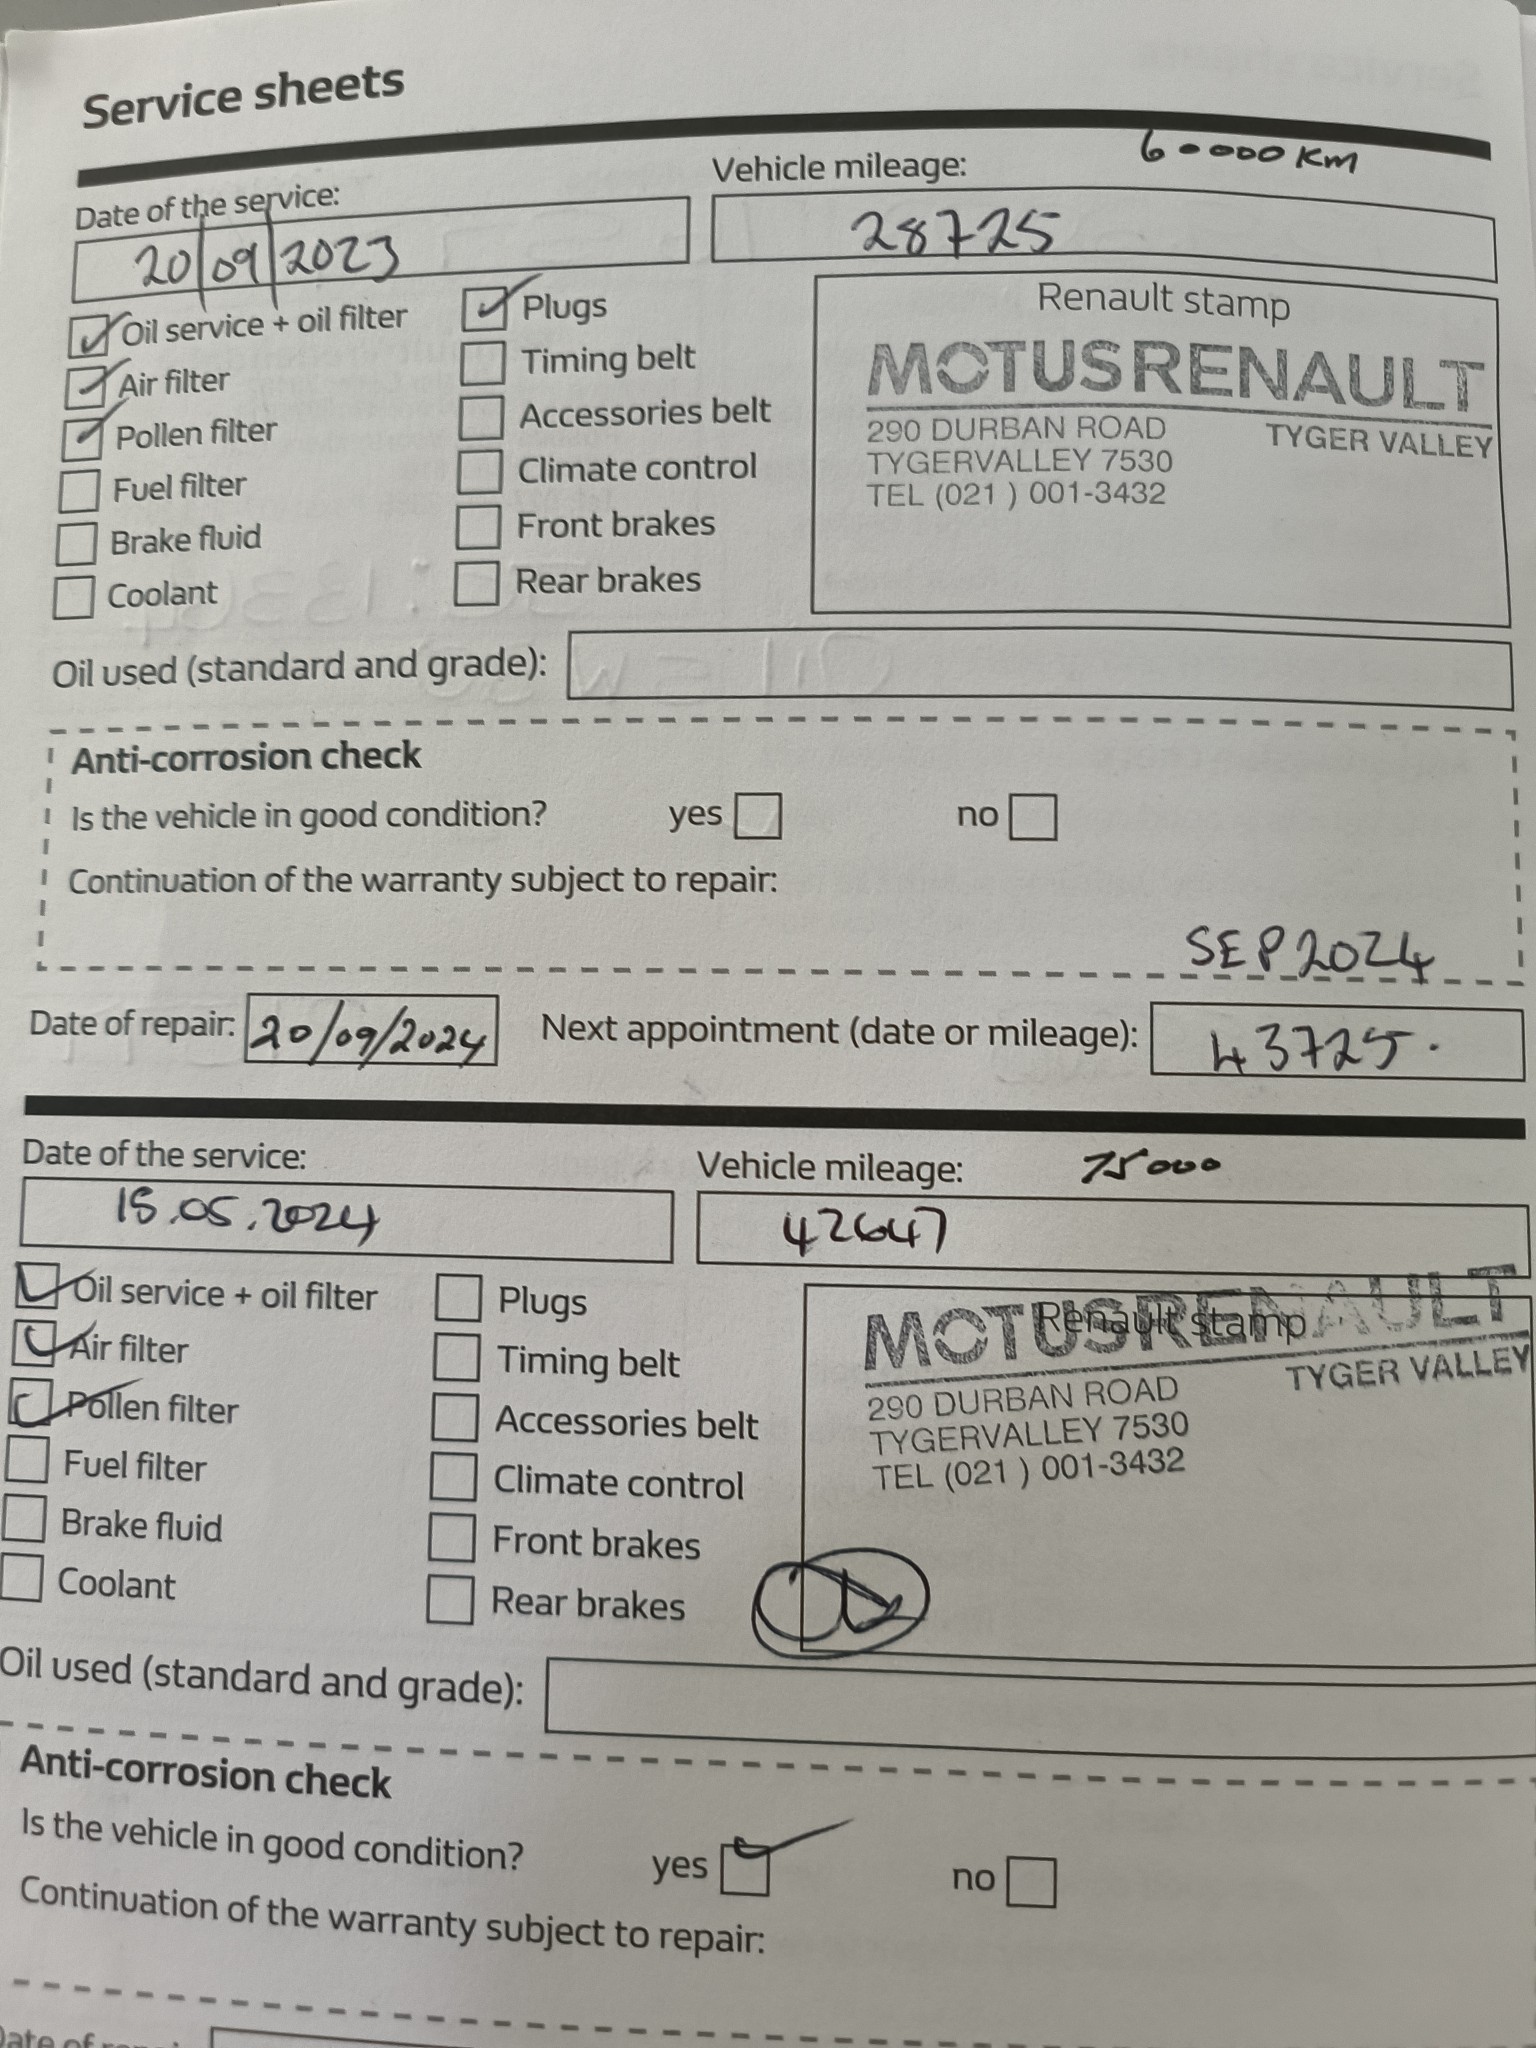 Service sheets
60000 Km
Date of the service:
Vehicle mileage:
20/09/2023
28725
Oil service + oil filter
Plugs
Air filter
Timing belt
Pollen filter
Accessories belt
Fuel filter
Climate control
Brake fluid
Front brakes
Coolant
Rear brakes
Renault stamp
MOTUSRENAULT
290 DURBAN ROAD
TYGER VALLEY
TYGERVALLEY 7530
TEL (021 ) 001-3432
Oil used (standard and grade):
Anti-corrosion check
Is the vehicle in good condition? yes no
Continuation of the warranty subject to repair:
SEP 2024
Date of repair: 20/09/2024 Next appointment (date or mileage): 43725.
Date of the service:
Vehicle mileage: 75000
15.05.2024
42647
Oil service + oil filter
Plugs
Air filter
Timing belt
Pollen filter
Accessories belt
Fuel filter
Climate control
Brake fluid
Front brakes
Coolant
Rear brakes
Renault stamp
MOTUSRENAULT
290 DURBAN ROAD
TYGER VALLEY
TYGERVALLEY 7530
TEL (021 ) 001-3432
Oil used (standard and grade):
Anti-corrosion check
Is the vehicle in good condition? yes no
Continuation of the warranty subject to repair: